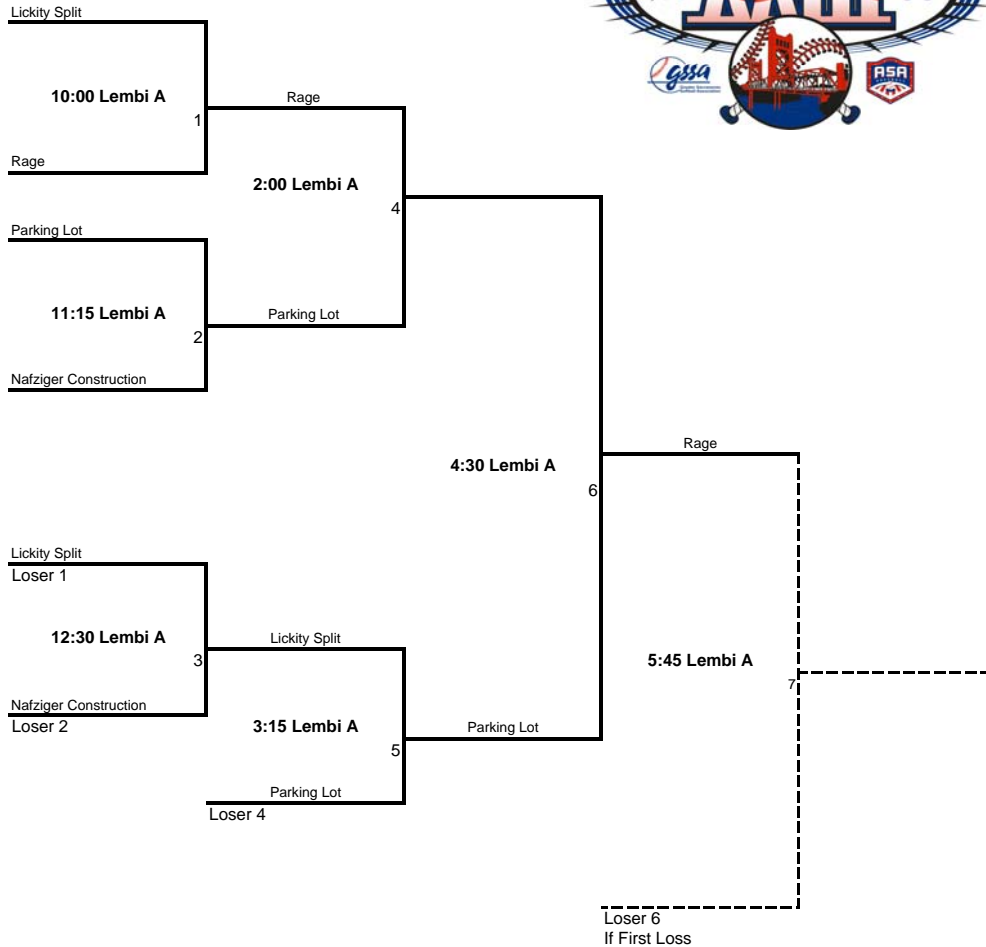 XXIII
gssa
ASA
Lickity Split
10:00 Lembi A
1
Rage
Rage
2:00 Lembi A
4
Parking Lot
11:15 Lembi A
2
Parking Lot
Nafziger Construction
4:30 Lembi A
6
Rage
Lickity Split
Loser 1
12:30 Lembi A
3
Lickity Split
Nafziger Construction
Loser 2
3:15 Lembi A
5
Parking Lot
Parking Lot
Loser 4
5:45 Lembi A
7
Loser 6
If First Loss